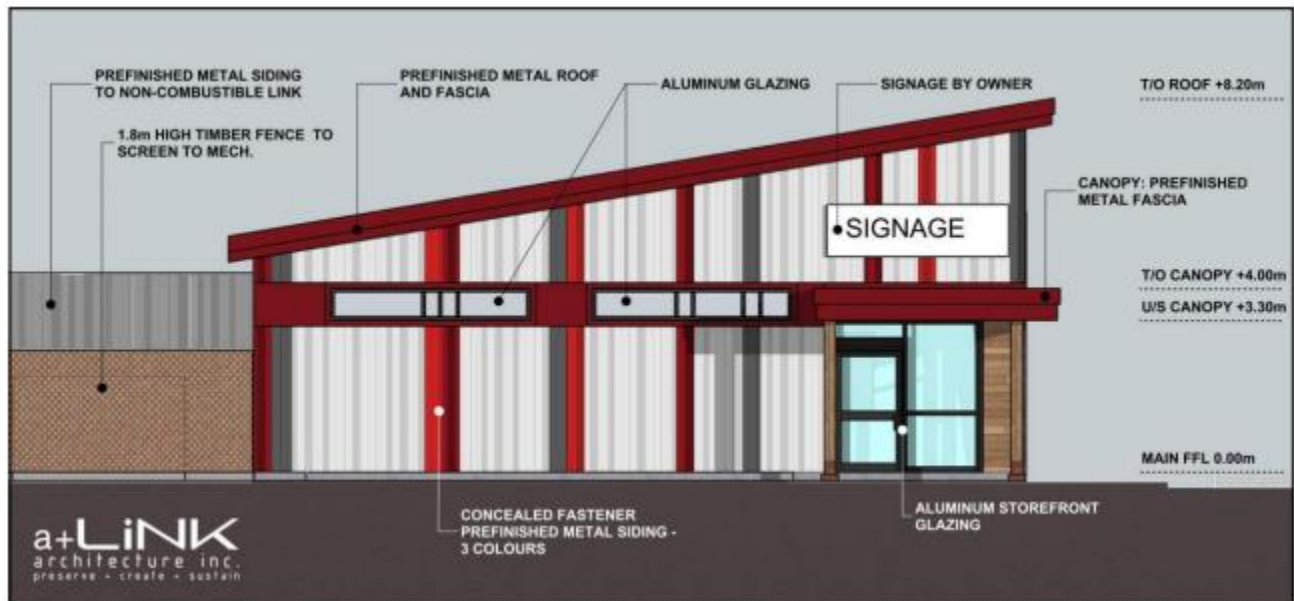 PREFINISHED METAL SIDING
TO NON-COMBUSTIBLE LINK
PREFINISHED METAL ROOF
AND FASCIA
ALUMINUM GLAZING
SIGNAGE BY OWNER
T/O ROOF +8.20m
1.8m HIGH TIMBER FENCE TO
SCREEN TO MECH.
CANOPY: PREFINISHED
METAL FASCIA
SIGNAGE
T/O CANOPY +4.00m
U/S CANOPY +3.30m
MAIN FFL 0.00m
CONCEALED FASTENER
PREFINISHED METAL SIDING -
3 COLOURS
ALUMINUM STOREFRONT
GLAZING
a+LiNK
architecture inc.
preserve + create + sustain